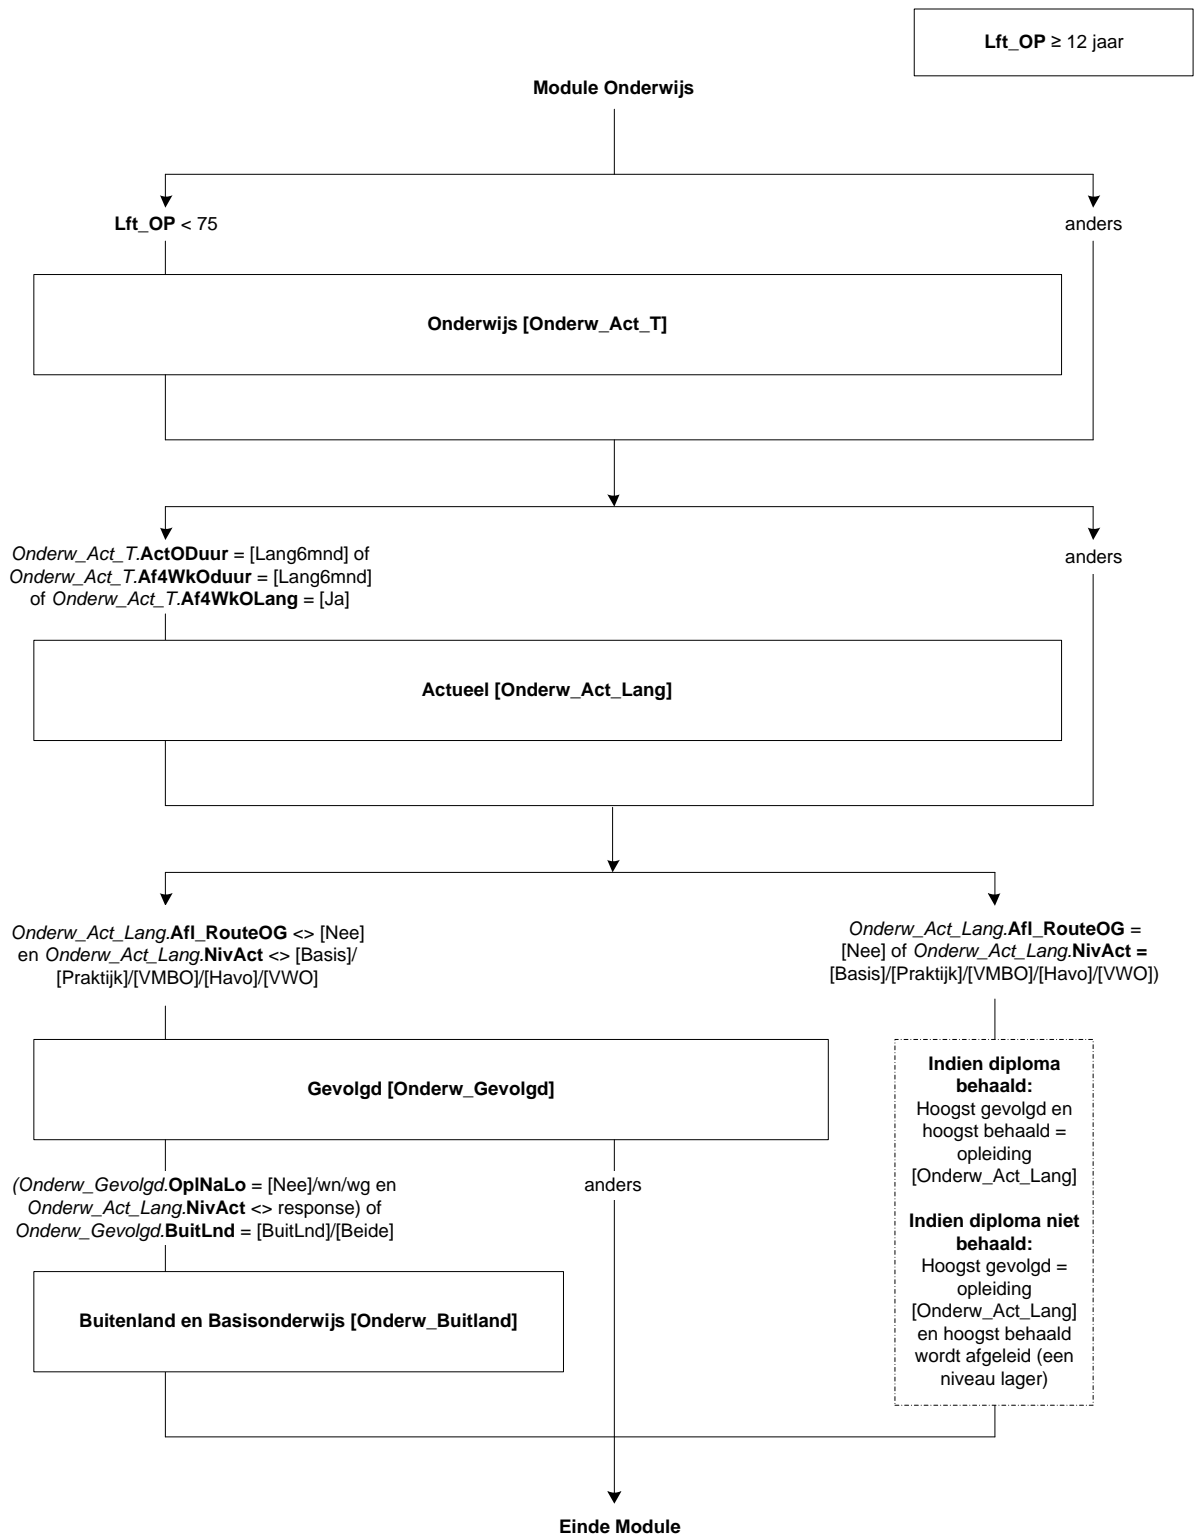 Lft_OP ≥ 12 jaar
Module Onderwijs
Lft_OP < 75
anders
Onderwijs [Onderw_Act_T]
Onderw_Act_T.ActODuur = [Lang6mnd] of
Onderw_Act_T.Af4WkOduur = [Lang6mnd]
of Onderw_Act_T.Af4WkOLang = [Ja]
anders
Actueel [Onderw_Act_Lang]
Onderw_Act_Lang.Afl_RouteOG <> [Nee]
en Onderw_Act_Lang.NivAct <> [Basis]/
[Praktijk]/[VMBO]/[Havo]/[VWO]
Onderw_Act_Lang.Afl_RouteOG =
[Nee] of Onderw_Act_Lang.NivAct =
[Basis]/[Praktijk]/[VMBO]/[Havo]/[VWO])
Gevolgd [Onderw_Gevolgd]
(Onderw_Gevolgd.OplNaLo = [Nee]/wn/wg en
Onderw_Act_Lang.NivAct <> response) of
Onderw_Gevolgd.BuitLnd = [BuitLnd]/[Beide]
anders
Buitenland en Basisonderwijs [Onderw_Buitland]
Indien diploma
behaald:
Hoogst gevolgd en
hoogst behaald =
opleiding
[Onderw_Act_Lang]
Indien diploma niet
behaald:
Hoogst gevolgd =
opleiding
[Onderw_Act_Lang]
en hoogst behaald
wordt afgeleid (een
niveau lager)
Einde Module